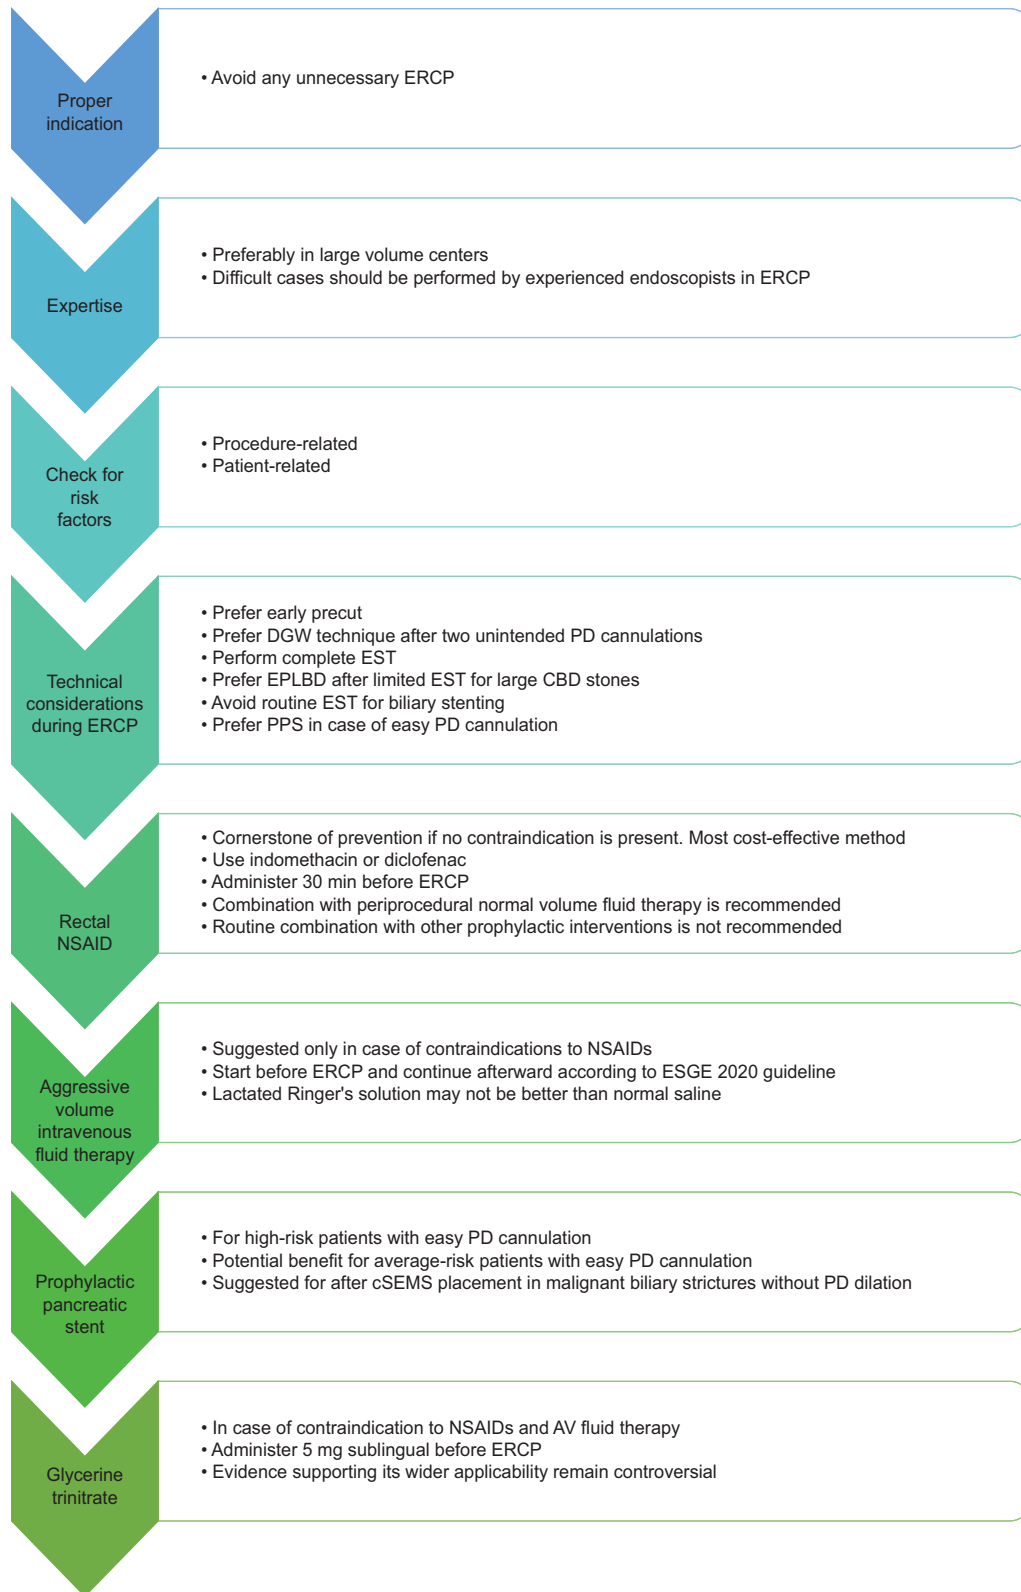 Proper
indication
• Avoid any unnecessary ERCP
Expertise
• Preferably in large volume centers
• Difficult cases should be performed by experienced endoscopists in ERCP
Check for
risk
factors
• Procedure-related
• Patient-related
Technical
considerations
during ERCP
• Prefer early precut
• Prefer DGW technique after two unintended PD cannulations
• Perform complete EST
• Prefer EPLBD after limited EST for large CBD stones
• Avoid routine EST for biliary stenting
• Prefer PPS in case of easy PD cannulation
Rectal
NSAID
• Cornerstone of prevention if no contraindication is present. Most cost-effective method
• Use indomethacin or diclofenac
• Administer 30 min before ERCP
• Combination with periprocedural normal volume fluid therapy is recommended
• Routine combination with other prophylactic interventions is not recommended
Aggressive
volume
intravenous
fluid therapy
• Suggested only in case of contraindications to NSAIDs
• Start before ERCP and continue afterward according to ESGE 2020 guideline
• Lactated Ringer's solution may not be better than normal saline
Prophylactic
pancreatic
stent
• For high-risk patients with easy PD cannulation
• Potential benefit for average-risk patients with easy PD cannulation
• Suggested for after cSEMS placement in malignant biliary strictures without PD dilation
Glycerine
trinitrate
• In case of contraindication to NSAIDs and AV fluid therapy
• Administer 5 mg sublingual before ERCP
• Evidence supporting its wider applicability remain controversial